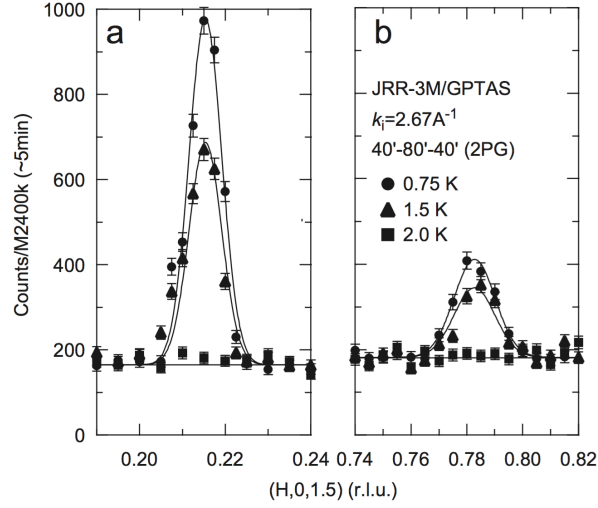 a
b
1000
800
600
400
200
0
Counts/M2400k (~5min)
JRR-3M/GPTAS
kᵢ=2.67A⁻¹
40'-80'-40' (2PG)
0.75 K
1.5 K
2.0 K
0.20 0.22 0.24 0.74 0.76 0.78 0.80 0.82
(H,0,1.5) (r.l.u.)